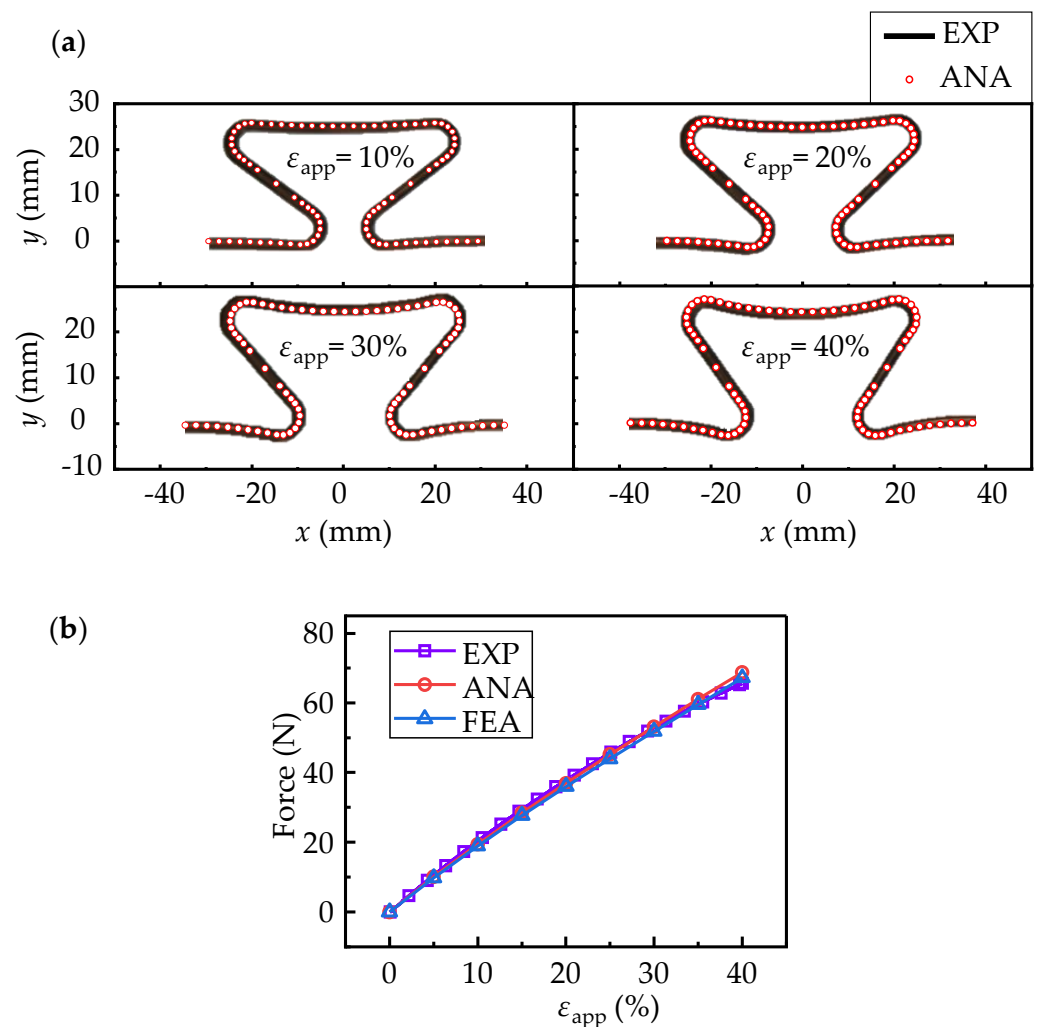 (a)
EXP
ANA
30
20
10
0
y (mm)
εapp= 10%
εapp= 20%
20
10
0
-10
y (mm)
εapp= 30%
εapp= 40%
-40 -20 0 20 40 -40 -20 0 20 40
x (mm) x (mm)
(b)
80
60
40
20
0
Force (N)
EXP
ANA
FEA
0 10 20 30 40
εapp (%)